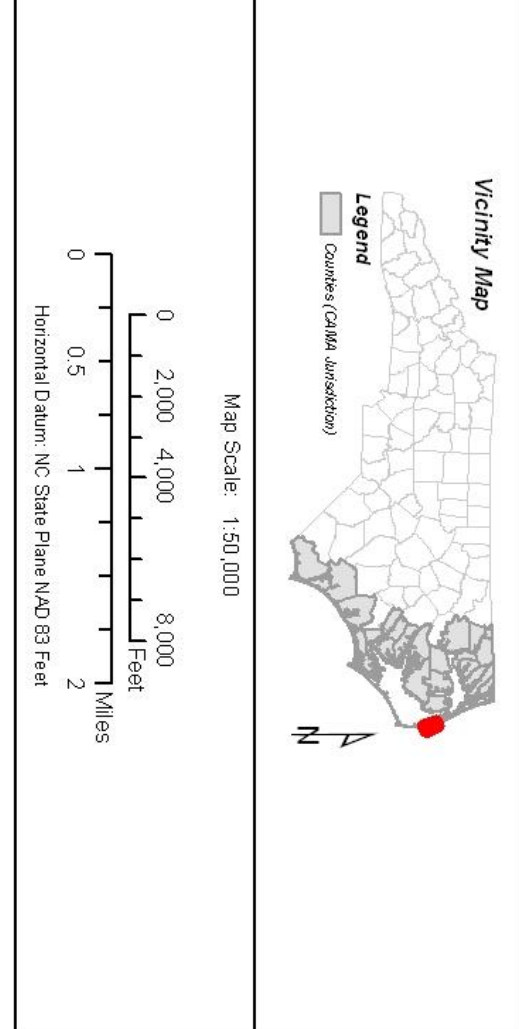 Vicinity Map
Legend
Counties (CAMA Jurisdiction)
N
Map Scale: 1:50,000
0 2,000 4,000 8,000
Feet
Miles
0 0.5 1 2
Horizontal Datum: NC State Plane NAD 83 Feet